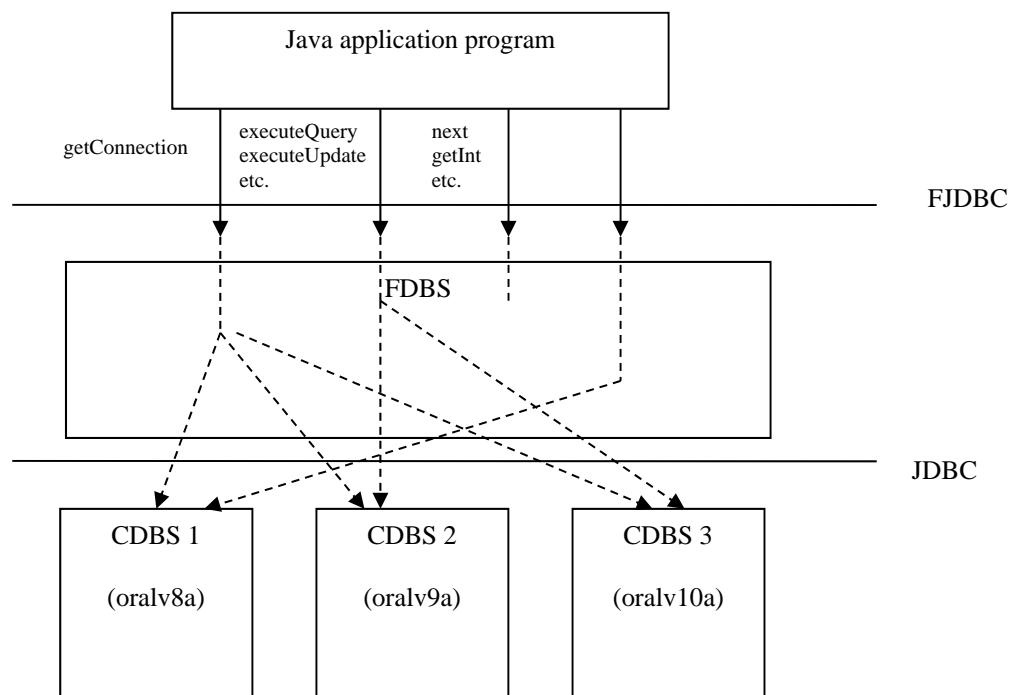 Java application program
getConnection
executeQuery
executeUpdate
etc.
next
getInt
etc.
FJDBC
FDBS
JDBC
CDBS 1
(oralv8a)
CDBS 2
(oralv9a)
CDBS 3
(oralv10a)